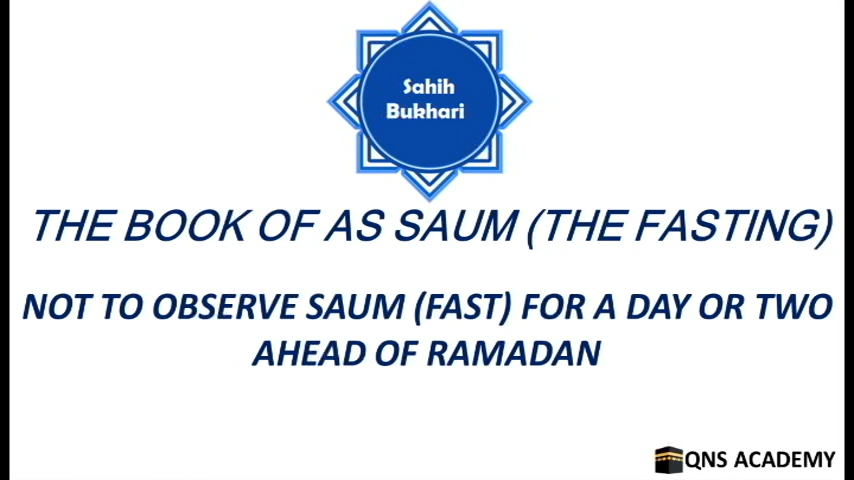 Sahih
Bukhari
THE BOOK OF AS SAUM (THE FASTING)
NOT TO OBSERVE SAUM (FAST) FOR A DAY OR TWO
AHEAD OF RAMADAN
QNS ACADEMY